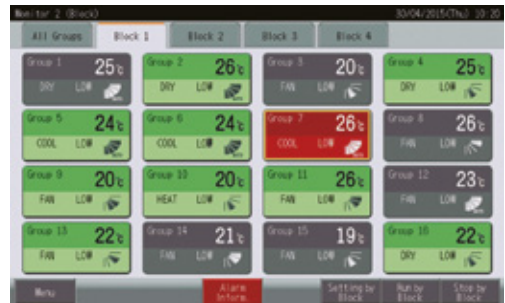 Monitor 2 (Block) 30/04/2015(Thu) 10:20
All Groups Block 1 Block 2 Block 3 Block 4
Group 1 25℃ Group 2 26℃ Group 3 20℃ Group 4 25℃
DRY LOW DRY LOW FAN LOW DRY LOW
Group 5 24℃ Group 6 24℃ Group 7 26℃ Group 8 26℃
COOL LOW COOL LOW COOL LOW FAN LOW
Group 9 20℃ Group 10 20℃ Group 11 26℃ Group 12 23℃
FAN LOW HEAT LOW FAN LOW FAN LOW
Group 13 22℃ Group 14 21℃ Group 15 19℃ Group 16 22℃
FAN LOW FAN LOW FAN LOW DRY LOW
Menu Alarm Inform. Setting by Block Run by Block Stop by Block